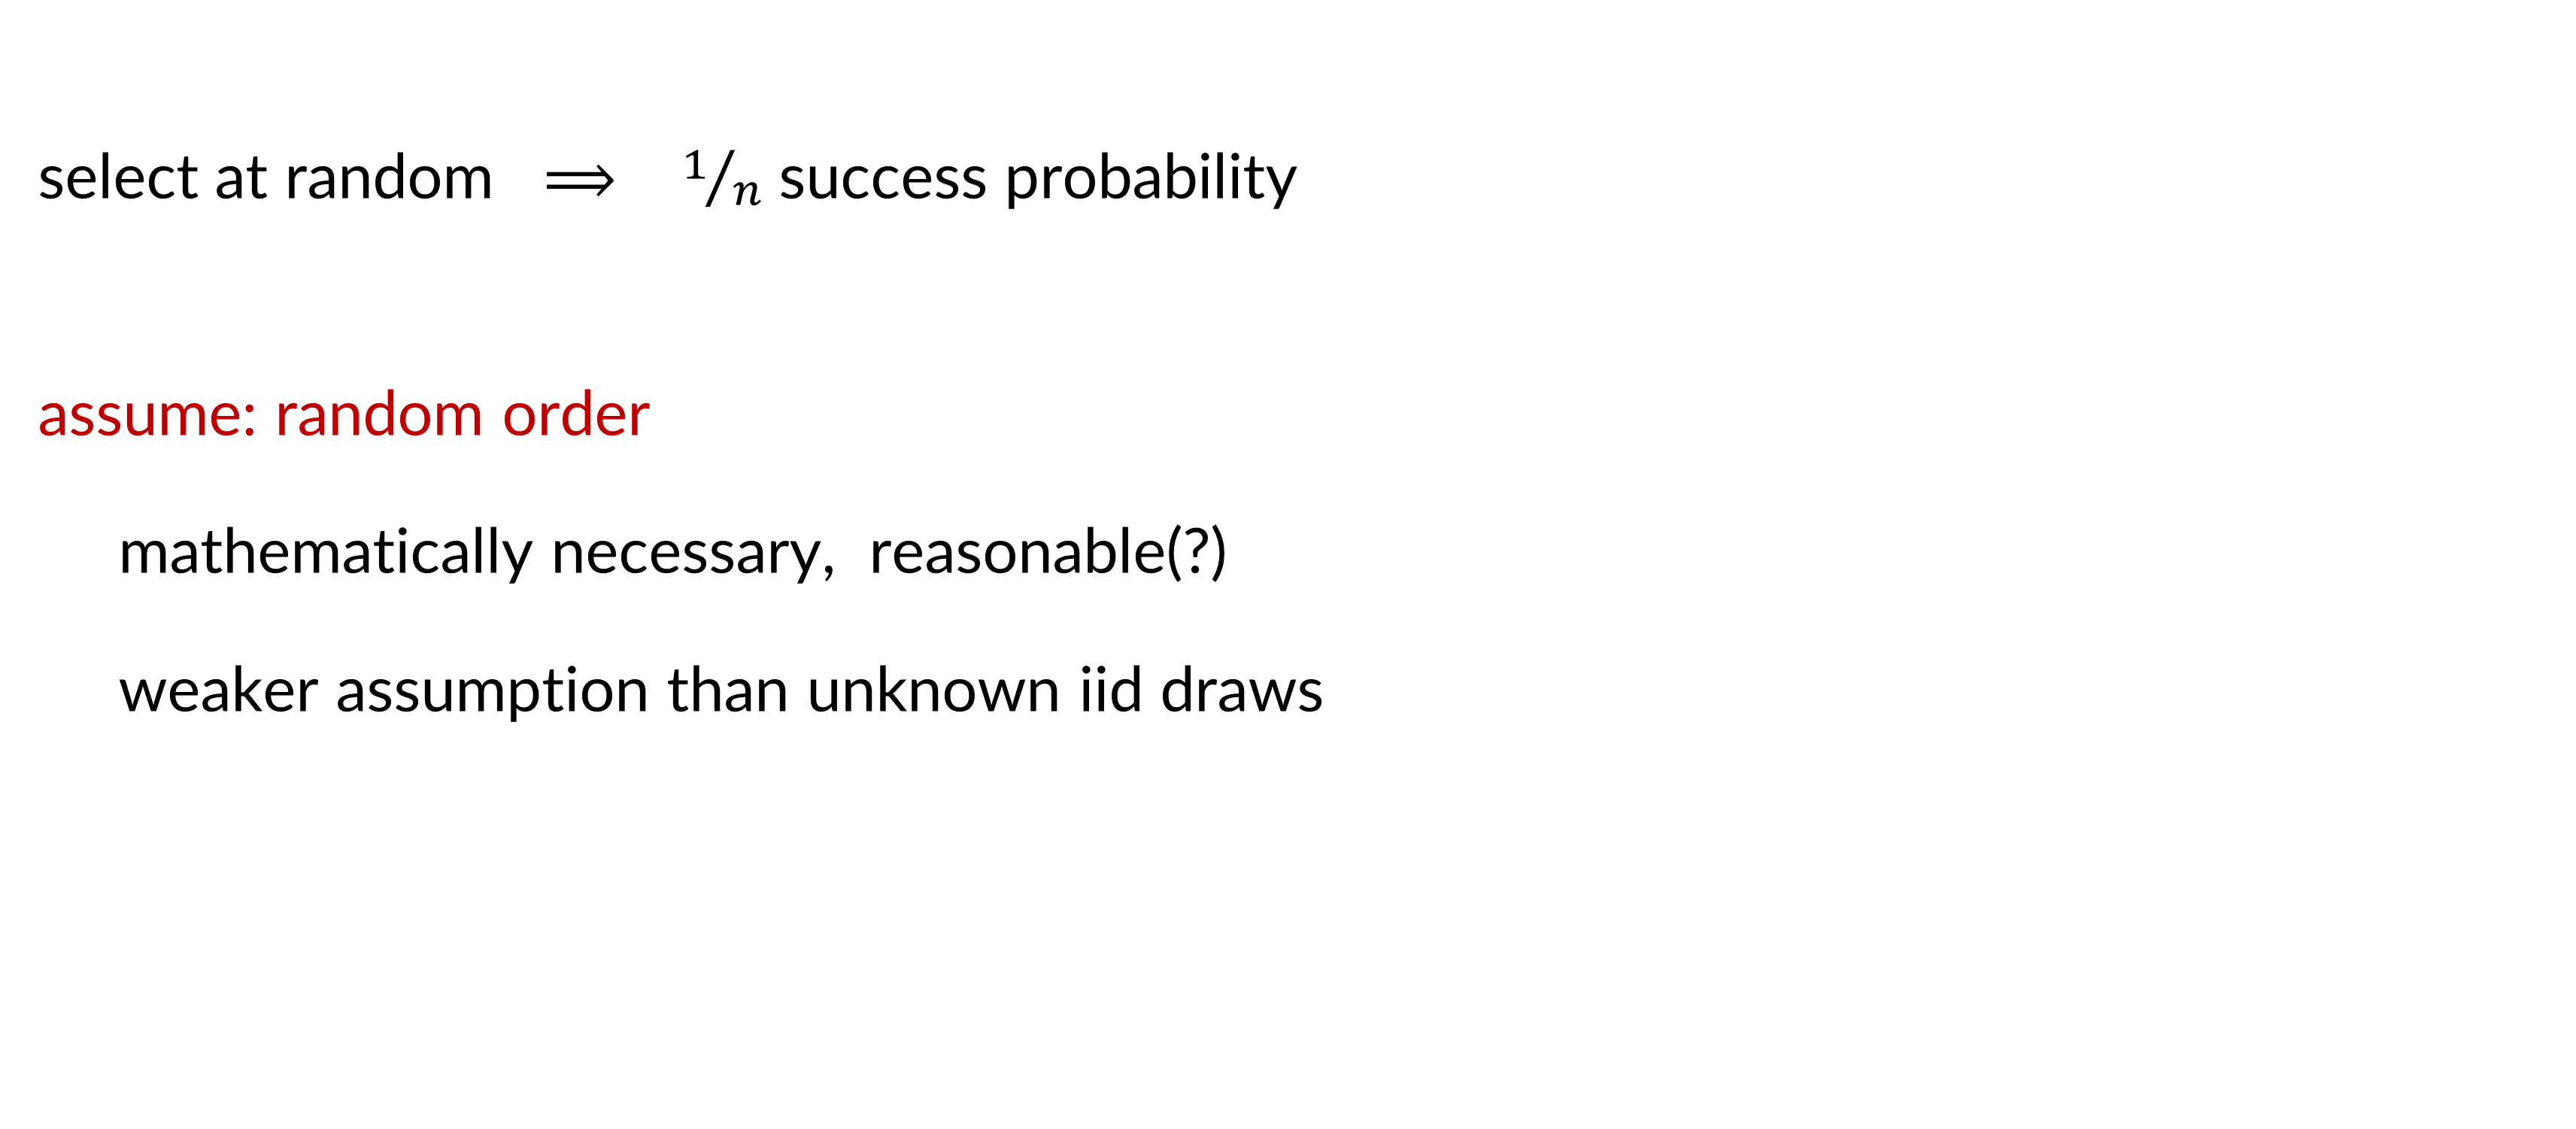 select at random ⟹ 1/n success probability
assume: random order
mathematically necessary, reasonable(?)
weaker assumption than unknown iid draws